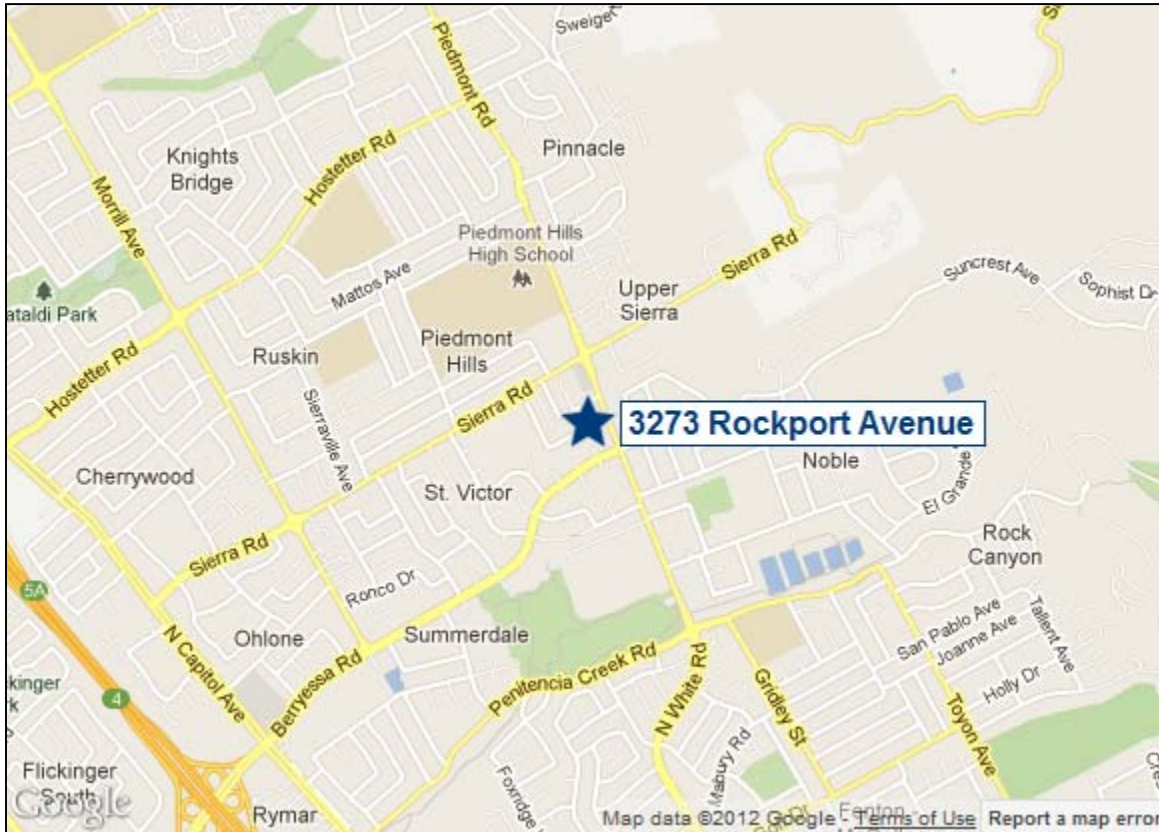 Sweigert
Piedmont Rd
Knights
Bridge
Hostetter Rd
Pinnacle
Morrill Ave
Piedmont Hills
High School
Sierra Rd
Mattos Ave
Upper
Sierra
Suncrest Ave
Sophist Dr
ataldi Park
Ruskin
Piedmont
Hills
Hostetter Rd
Sierraville Ave
Sierra Rd
3273 Rockport Avenue
Noble
Cherrywood
St. Victor
El Grande
Rock
Canyon
Sierra Rd
Ronco Dr
5A
Ohlone
Summerdale
San Pablo Ave
Joanne Ave
Tallent Ave
N Capitol Ave
Berryessa Rd
Penitencia Creek Rd
N White Rd
Gridley St
Holly Dr
Toyon Ave
kinger
rk
4
Mabury Rd
Flickinger
South
Foxridge
Google
Rymar
Fenton
Map data ©2012 Google - Terms of Use
Report a map error